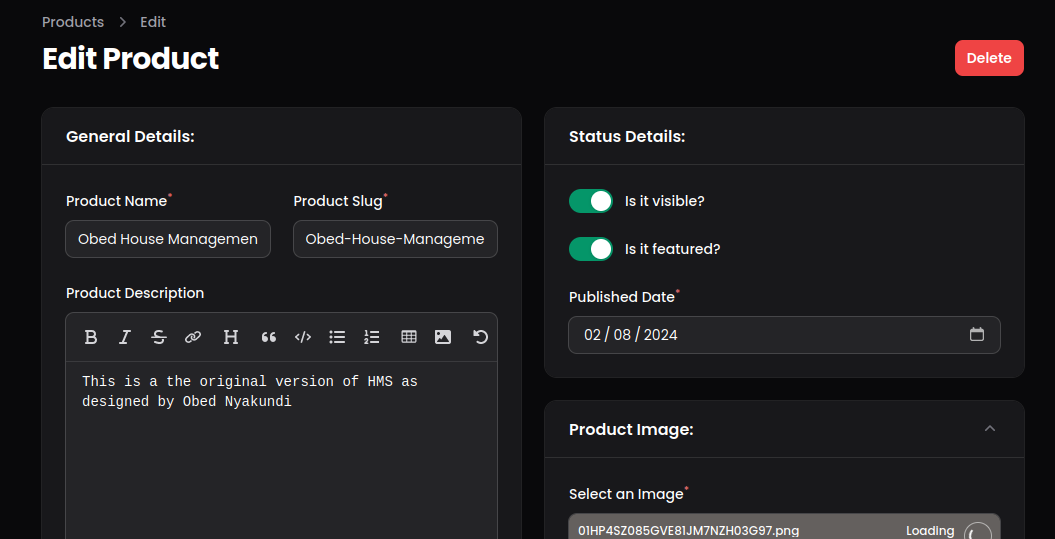 Products > Edit
Edit Product
Delete
General Details:
Product Name*
Product Slug*
Obed House Managemen
Obed-House-Manageme
Product Description
This is a the original version of HMS as
designed by Obed Nyakundi
Status Details:
Is it visible?
Is it featured?
Published Date*
02 / 08 / 2024
Product Image:
Select an Image*
01HP4SZ085GVE81JM7NZH03G97.png
Loading